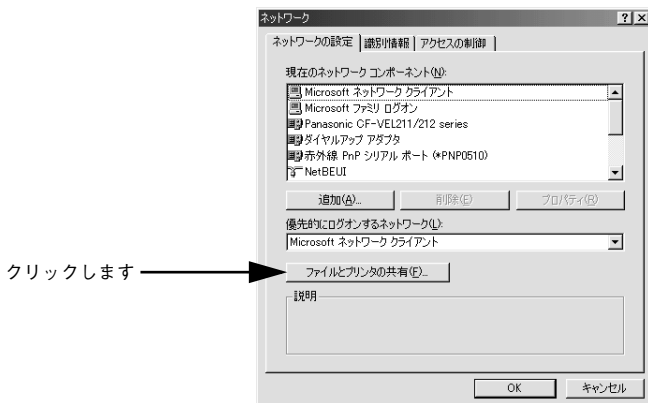 ネットワーク
ネットワークの設定 識別情報 アクセスの制御
現在のネットワーク コンポーネント(N):
Microsoft ネットワーク クライアント
Microsoft ファミリ ログオン
Panasonic CF-VEL211/212 series
ダイヤルアップ アダプタ
赤外線 PnP シリアル ポート (*PNP0510)
NetBEUI
追加(A)... 削除(E) プロパティ(R)
優先的にログオンするネットワーク(L):
Microsoft ネットワーク クライアント
クリックします
ファイルとプリンタの共有(F)...
説明
OK キャンセル